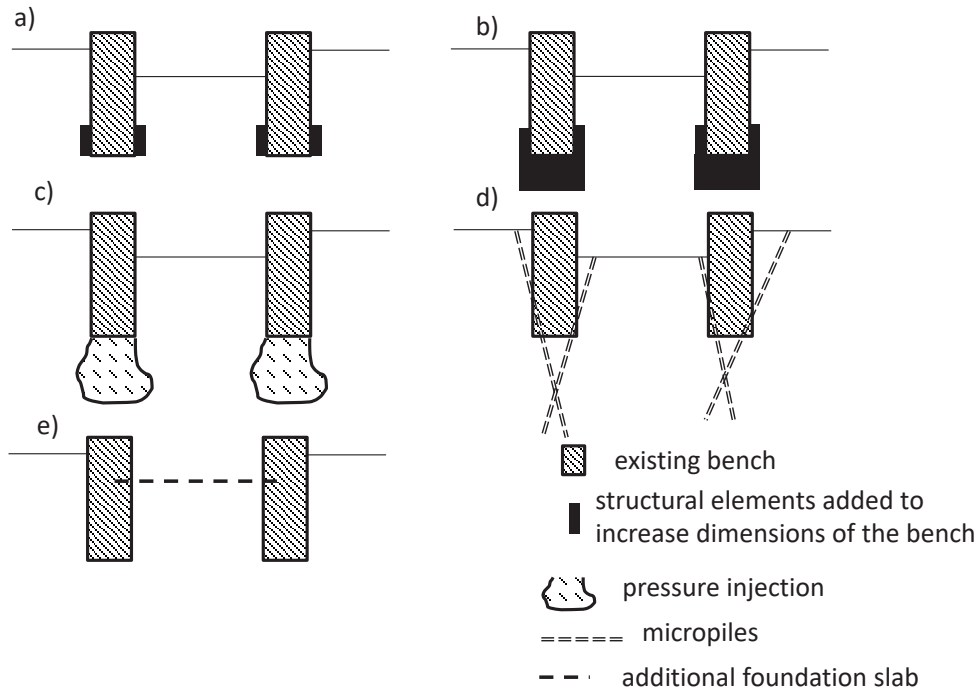 a)
b)
c)
d)
e)
existing bench
structural elements added to
increase dimensions of the bench
pressure injection
micropiles
additional foundation slab